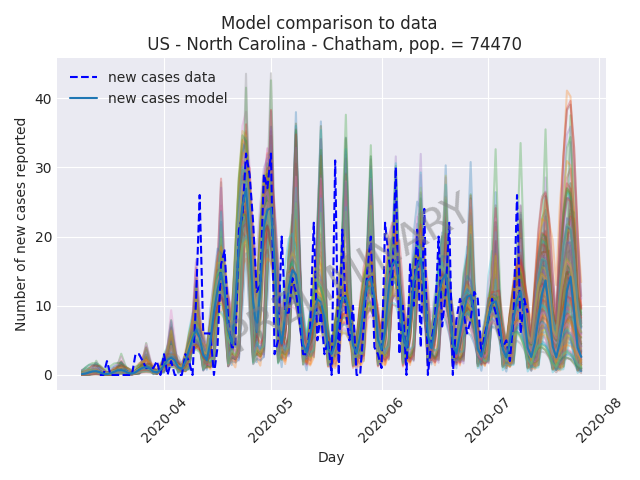 Model comparison to data
US - North Carolina - Chatham, pop. = 74470
new cases data
new cases model
Number of new cases reported
40
30
20
10
0
PRELIMINARY
2020-04
2020-05
2020-06
2020-07
2020-08
Day